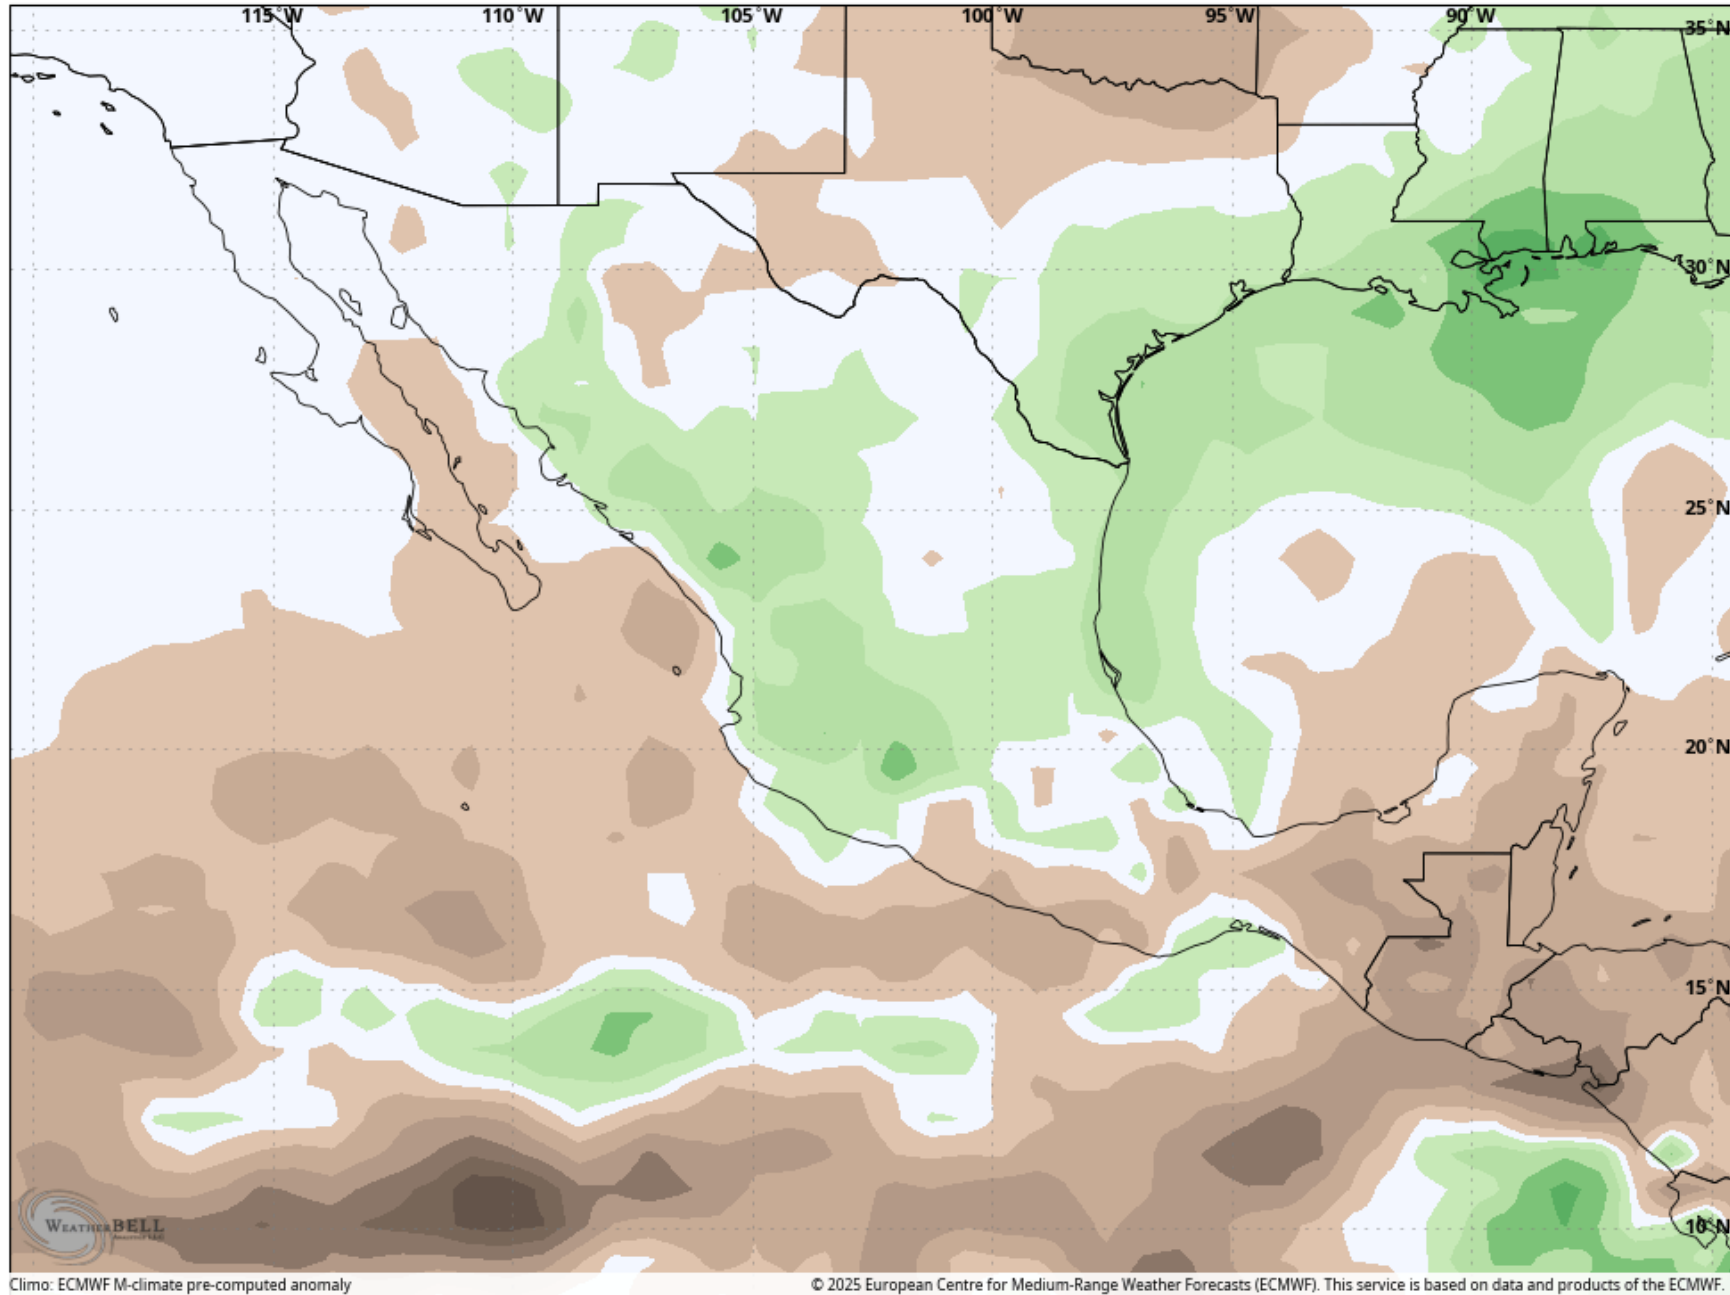 115°W 110°W 105°W 100°W 95°W 90°W
35°N
30°N
25°N
20°N
15°N
10°N
WEATHERBELL
Climo: ECMWF M-climate pre-computed anomaly
© 2025 European Centre for Medium-Range Weather Forecasts (ECMWF). This service is based on data and products of the ECMWF.